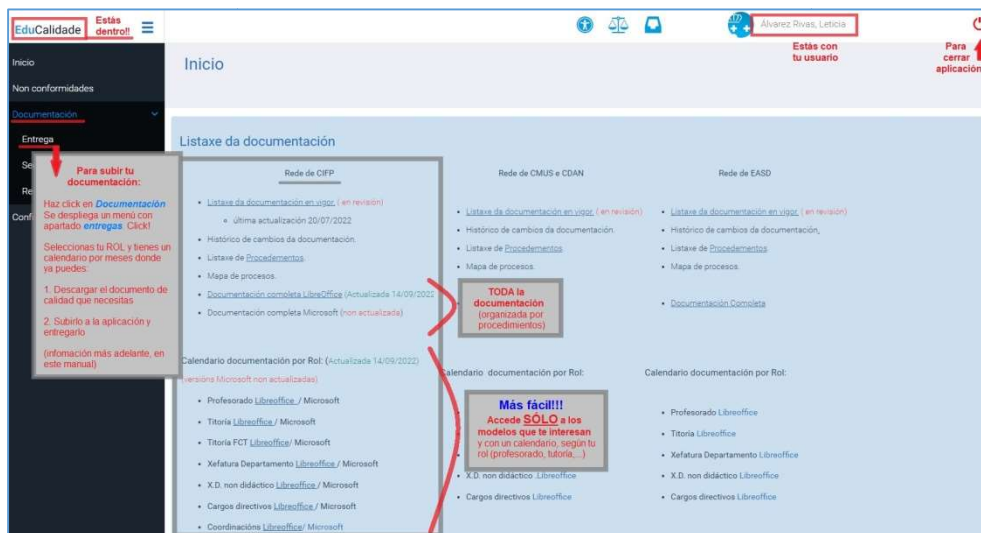 EduCalidade
Estás
dentro!!
Álvarez Rivas, Leticia
Estás con
tu usuario
Para
cerrar
aplicación
Inicio
Non conformidades
Documentación
Entrega
Se
Re
Conf
Inicio
Para subir tu
documentación:
Haz click en Documentación
Se despliega un menú con
apartado entregas. Click!
Seleccionas tu ROL y tienes un
calendario por meses donde
ya puedes:
1. Descargar el documento de
calidad que necesitas
2. Subirlo a la aplicación y
entregarlo
(infomación más adelante, en
este manual)
Listaxe da documentación
Rede de CIFP
Listaxe da documentación en vigor. ( en revisión)
última actualización 20/07/2022
Histórico de cambios da documentación.
Listaxe de Procedementos.
Mapa de procesos.
Documentación completa LibreOffice (Actualizada 14/09/2022
Documentación completa Microsoft (non actualizada)
Calendario documentación por Rol: (Actualizada 14/09/2022)
(versións Microsoft non actualizadas)
Profesorado Libreoffice / Microsoft
Titoría Libreoffice / Microsoft
Titoría FCT Libreoffice/ Microsoft
Xefatura Departamento Libreoffice / Microsoft
X.D. non didáctico Libreoffice / Microsoft
Cargos directivos Libreoffice / Microsoft
Coordinacións Libreoffice/ Microsoft
Rede de CMUS e CDAN
Listaxe da documentación en vigor. ( en revisión)
Histórico de cambios da documentación.
Listaxe de Procedementos.
Mapa de procesos.
TODA la
documentación
(organizada por
procedimientos)
Calendario documentación por Rol:
Más fácil!!!
Accede SÓLO a los
modelos que te interesan
y con un calendario, según tu
rol (profesorado, tutoría,...)
X.D. non didáctico .Libreoffice
Cargos directivos Libreoffice
Rede de EASD
Listaxe da documentación en vigor. ( en revisión)
Histórico de cambios da documentación,
Listaxe de Procedementos.
Mapa de procesos.
Documentación Completa
Calendario documentación por Rol:
Profesorado Libreoffice
Titoría Libreoffice
Xefatura Departamento Libreoffice
X.D. non didáctico Libreoffice
Cargos directivos Libreoffice